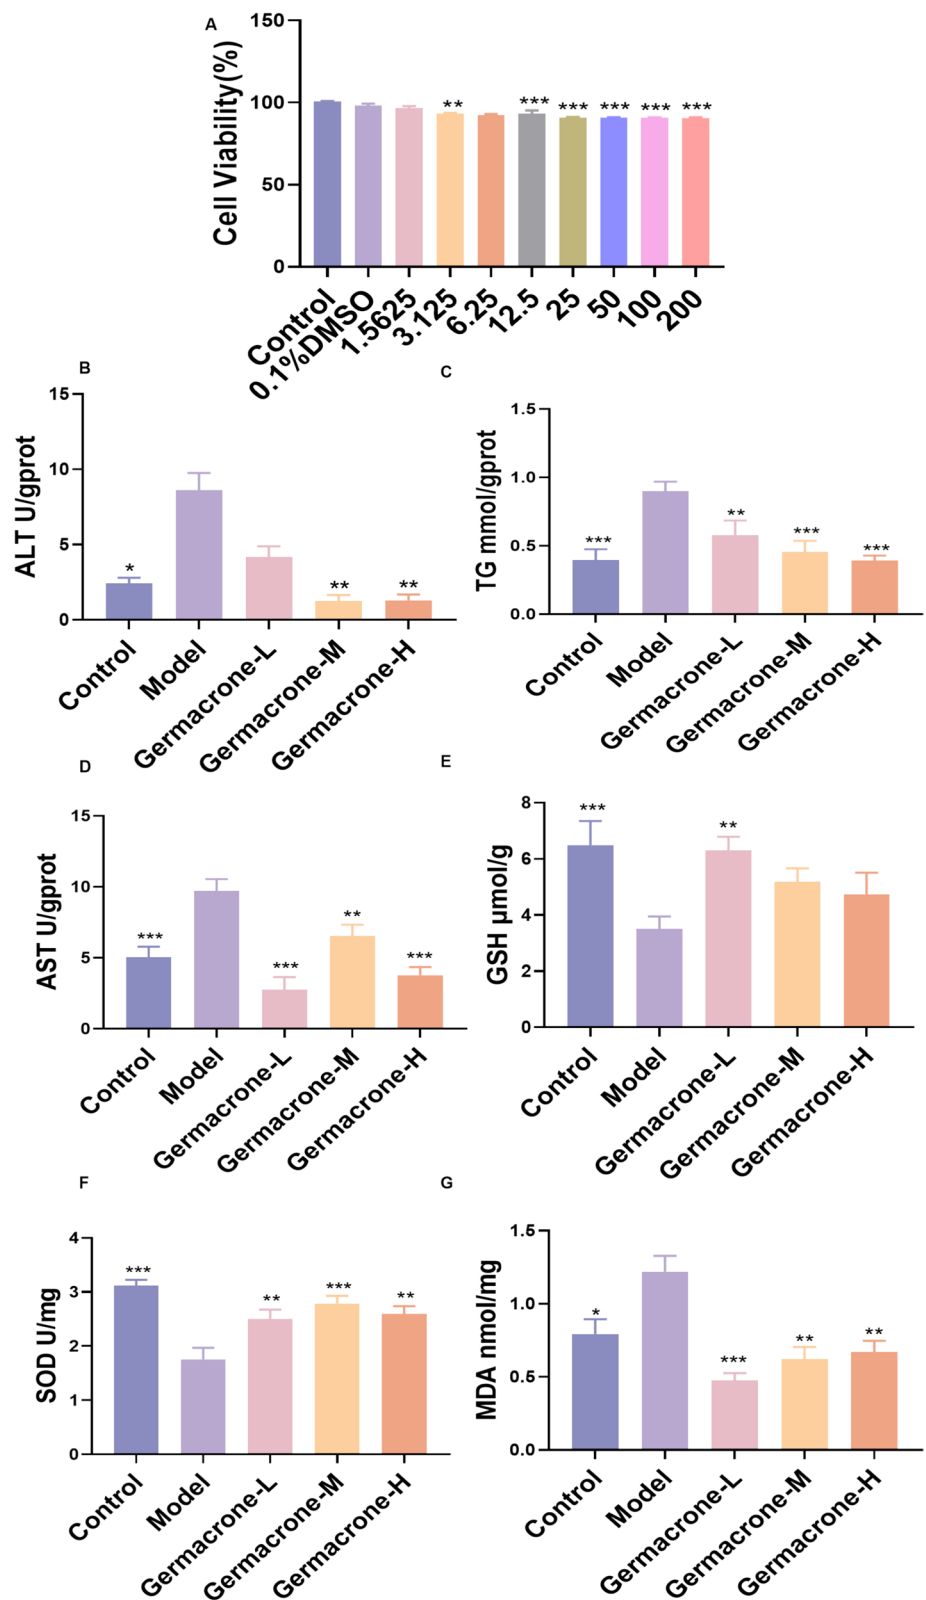 A
Cell Viability(%)
150
100
50
0
** *** *** *** *** ***
Control 0.1%DMSO 1.5625 3.125 6.25 12.5 25 50 100 200
B
ALT U/gprot
15
10
5
0
* ** **
Control Model Germacrone-L Germacrone-M Germacrone-H
C
TG mmol/gprot
1.5
1.0
0.5
0.0
*** ** *** ***
Control Model Germacrone-L Germacrone-M Germacrone-H
D
AST U/gprot
15
10
5
0
*** *** ** ***
Control Model Germacrone-L Germacrone-M Germacrone-H
E
GSH μmol/g
8
6
4
2
0
*** **
Control Model Germacrone-L Germacrone-M Germacrone-H
F
SOD U/mg
4
3
2
1
0
*** ** *** **
Control Model Germacrone-L Germacrone-M Germacrone-H
G
MDA nmol/mg
1.5
1.0
0.5
0.0
* *** ** **
Control Model Germacrone-L Germacrone-M Germacrone-H